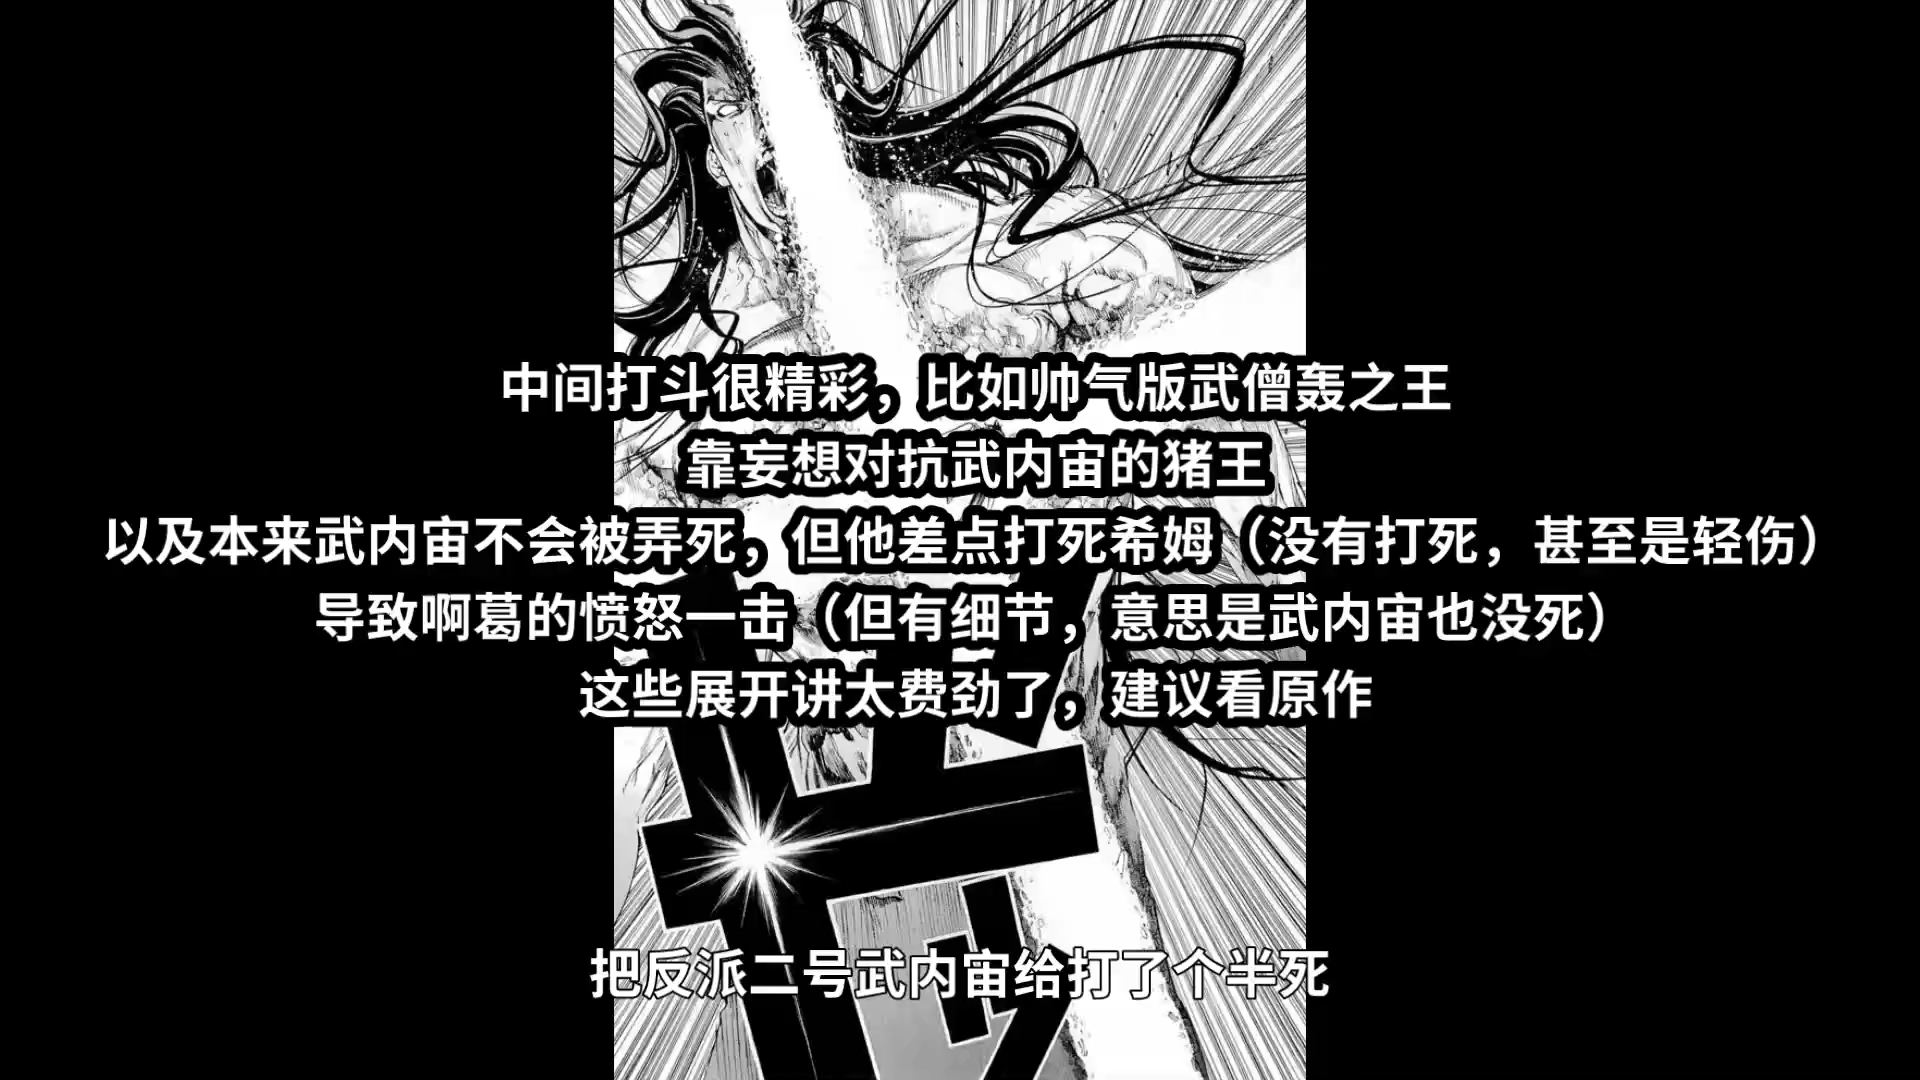 中间打斗很精彩，比如帅气版武僧轰之王
靠妄想对抗武内宙的猪王
以及本来武内宙不会被弄死，但他差点打死希姆（没有打死，甚至是轻伤）
导致啊葛的愤怒一击（但有细节，意思是武内宙也没死）
这些展开讲太费劲了，建议看原作
把反派二号武内宙给打了个半死